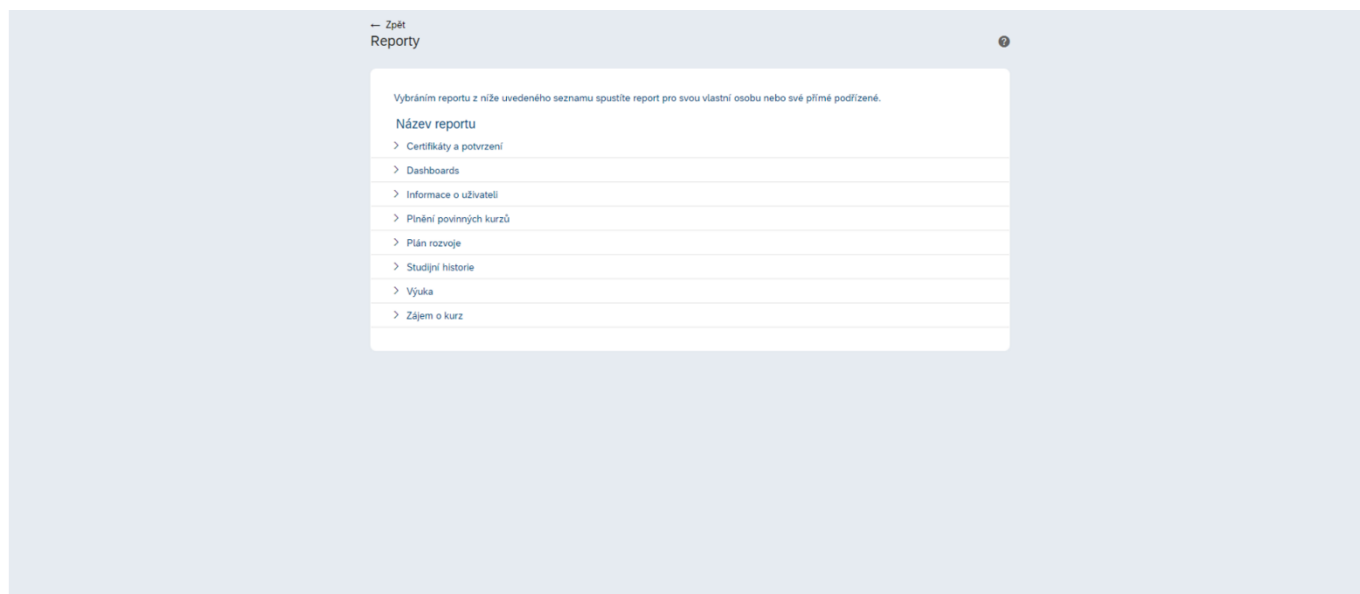 ← Zpět
Reporty
Vybráním reportu z níže uvedeného seznamu spustíte report pro svou vlastní osobu nebo své přímé podřízené.
Název reportu
Certifikáty a potvrzení
Dashboards
Informace o uživateli
Plnění povinných kurzů
Plán rozvoje
Studijní historie
Výuka
Zájem o kurz